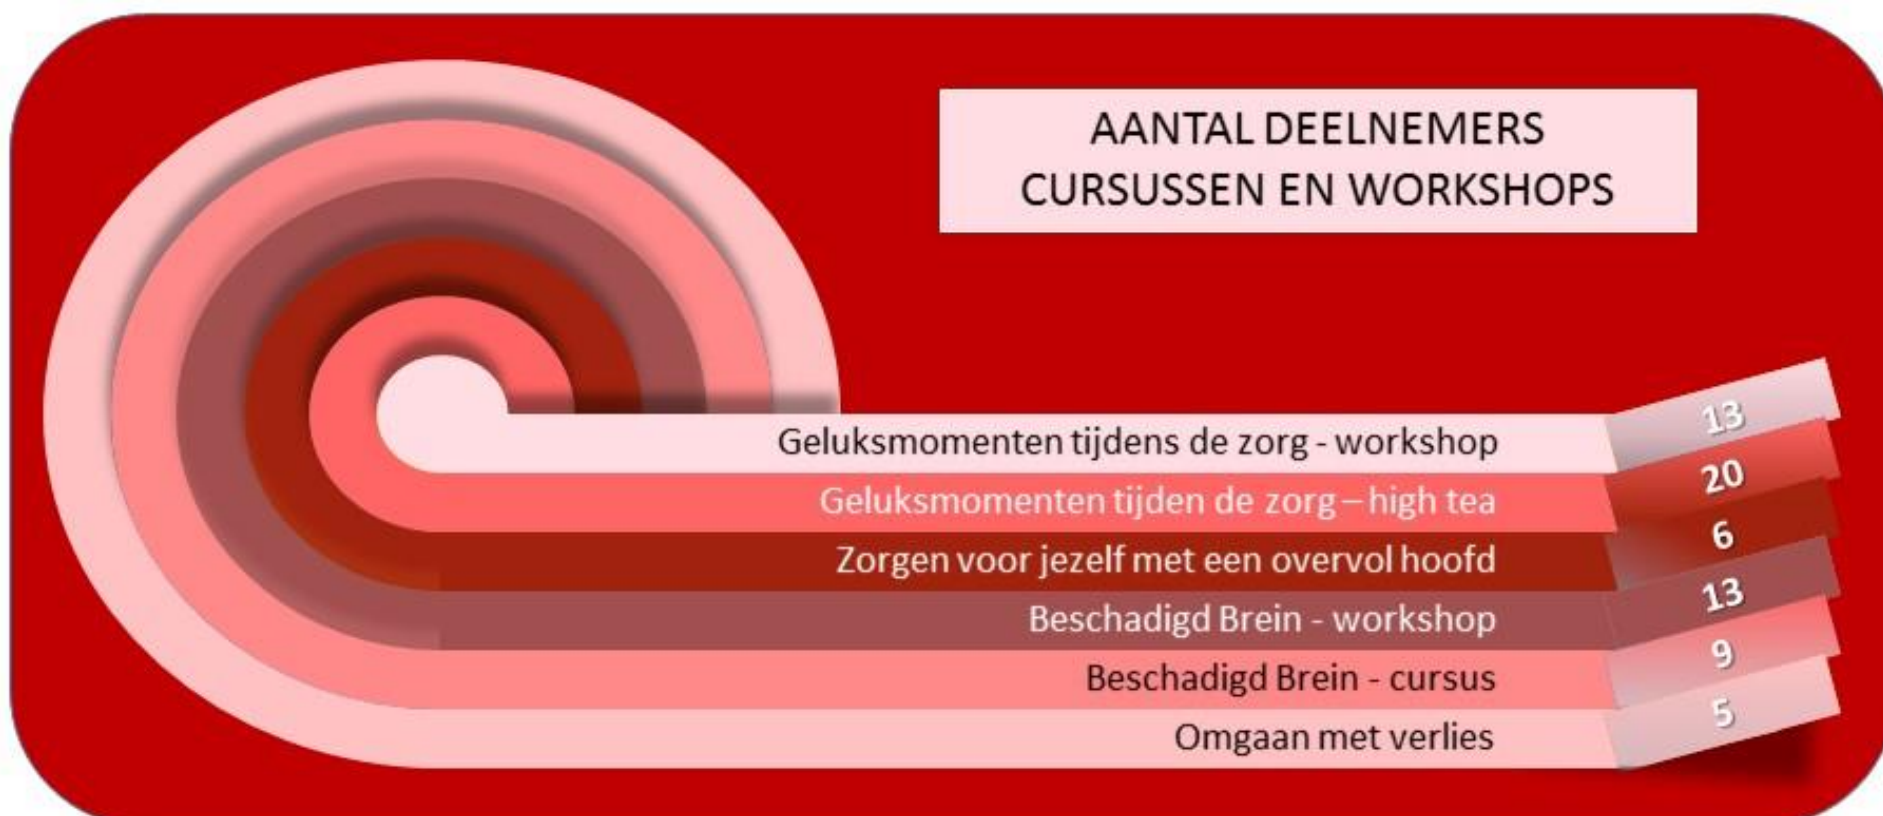 AANTAL DEELNEMERS
CURSUSSEN EN WORKSHOPS
Geluksmomenten tijdens de zorg - workshop 13
Geluksmomenten tijden de zorg – high tea 20
Zorgen voor jezelf met een overvol hoofd 6
Beschadigd Brein - workshop 13
Beschadigd Brein - cursus 9
Omgaan met verlies 5